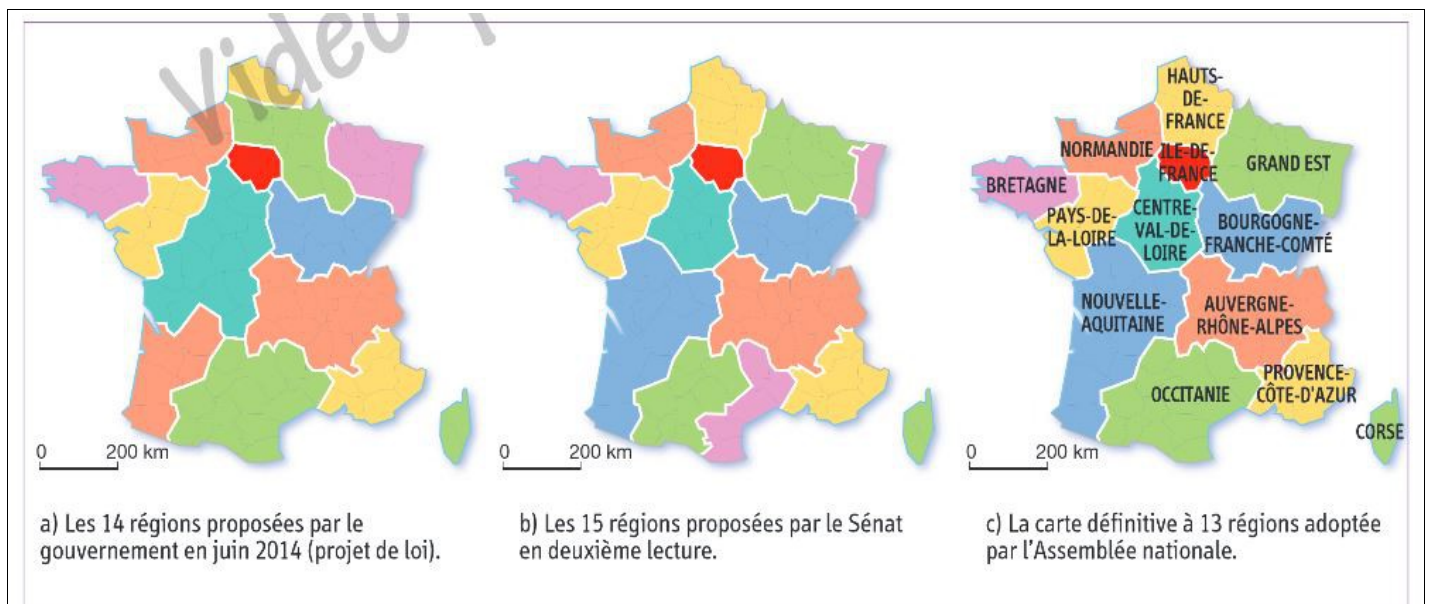 Vidéo
HAUTS-
DE-
FRANCE
NORMANDIE
ILE-DE-
FRANCE
GRAND EST
BRETAGNE
PAYS-DE-
LA-LOIRE
CENTRE-
VAL-DE-
LOIRE
BOURGOGNE-
FRANCHE-COMTÉ
NOUVELLE-
AQUITAINE
AUVERGNE-
RHÔNE-ALPES
OCCITANIE
PROVENCE-
CÔTE-D'AZUR
CORSE
0 200 km
0 200 km
0 200 km
a) Les 14 régions proposées par le
gouvernement en juin 2014 (projet de loi).
b) Les 15 régions proposées par le Sénat
en deuxième lecture.
c) La carte définitive à 13 régions adoptée
par l'Assemblée nationale.